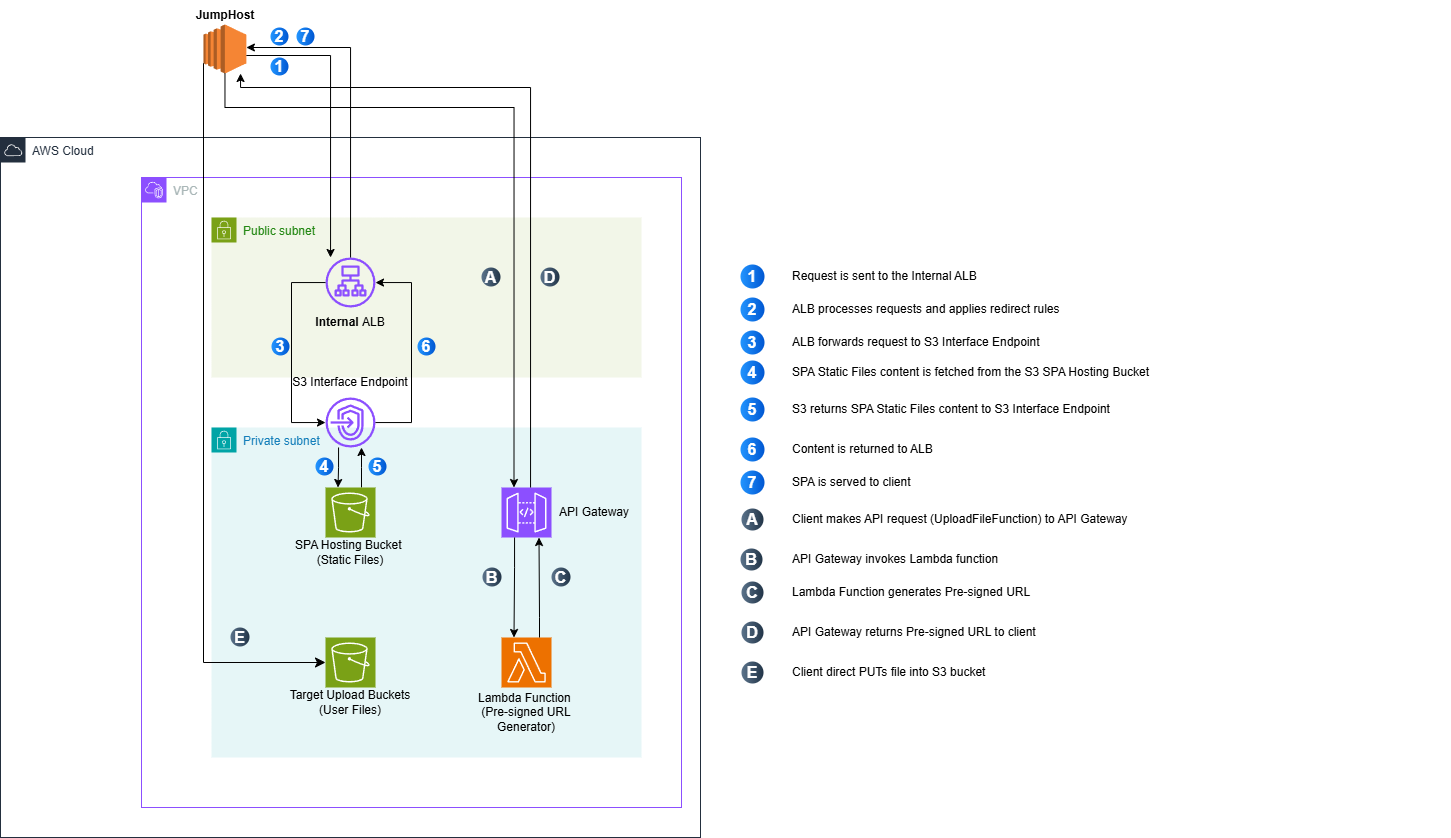 JumpHost
2 7
1
AWS Cloud
VPC
Public subnet
A
D
Internal ALB
3
6
S3 Interface Endpoint
Private subnet
4
5
SPA Hosting Bucket
(Static Files)
API Gateway
B
C
E
Target Upload Buckets
(User Files)
Lambda Function
(Pre-signed URL
Generator)
1 Request is sent to the Internal ALB
2 ALB processes requests and applies redirect rules
3 ALB forwards request to S3 Interface Endpoint
4 SPA Static Files content is fetched from the S3 SPA Hosting Bucket
5 S3 returns SPA Static Files content to S3 Interface Endpoint
6 Content is returned to ALB
7 SPA is served to client
A Client makes API request (UploadFileFunction) to API Gateway
B API Gateway invokes Lambda function
C Lambda Function generates Pre-signed URL
D API Gateway returns Pre-signed URL to client
E Client direct PUTs file into S3 bucket